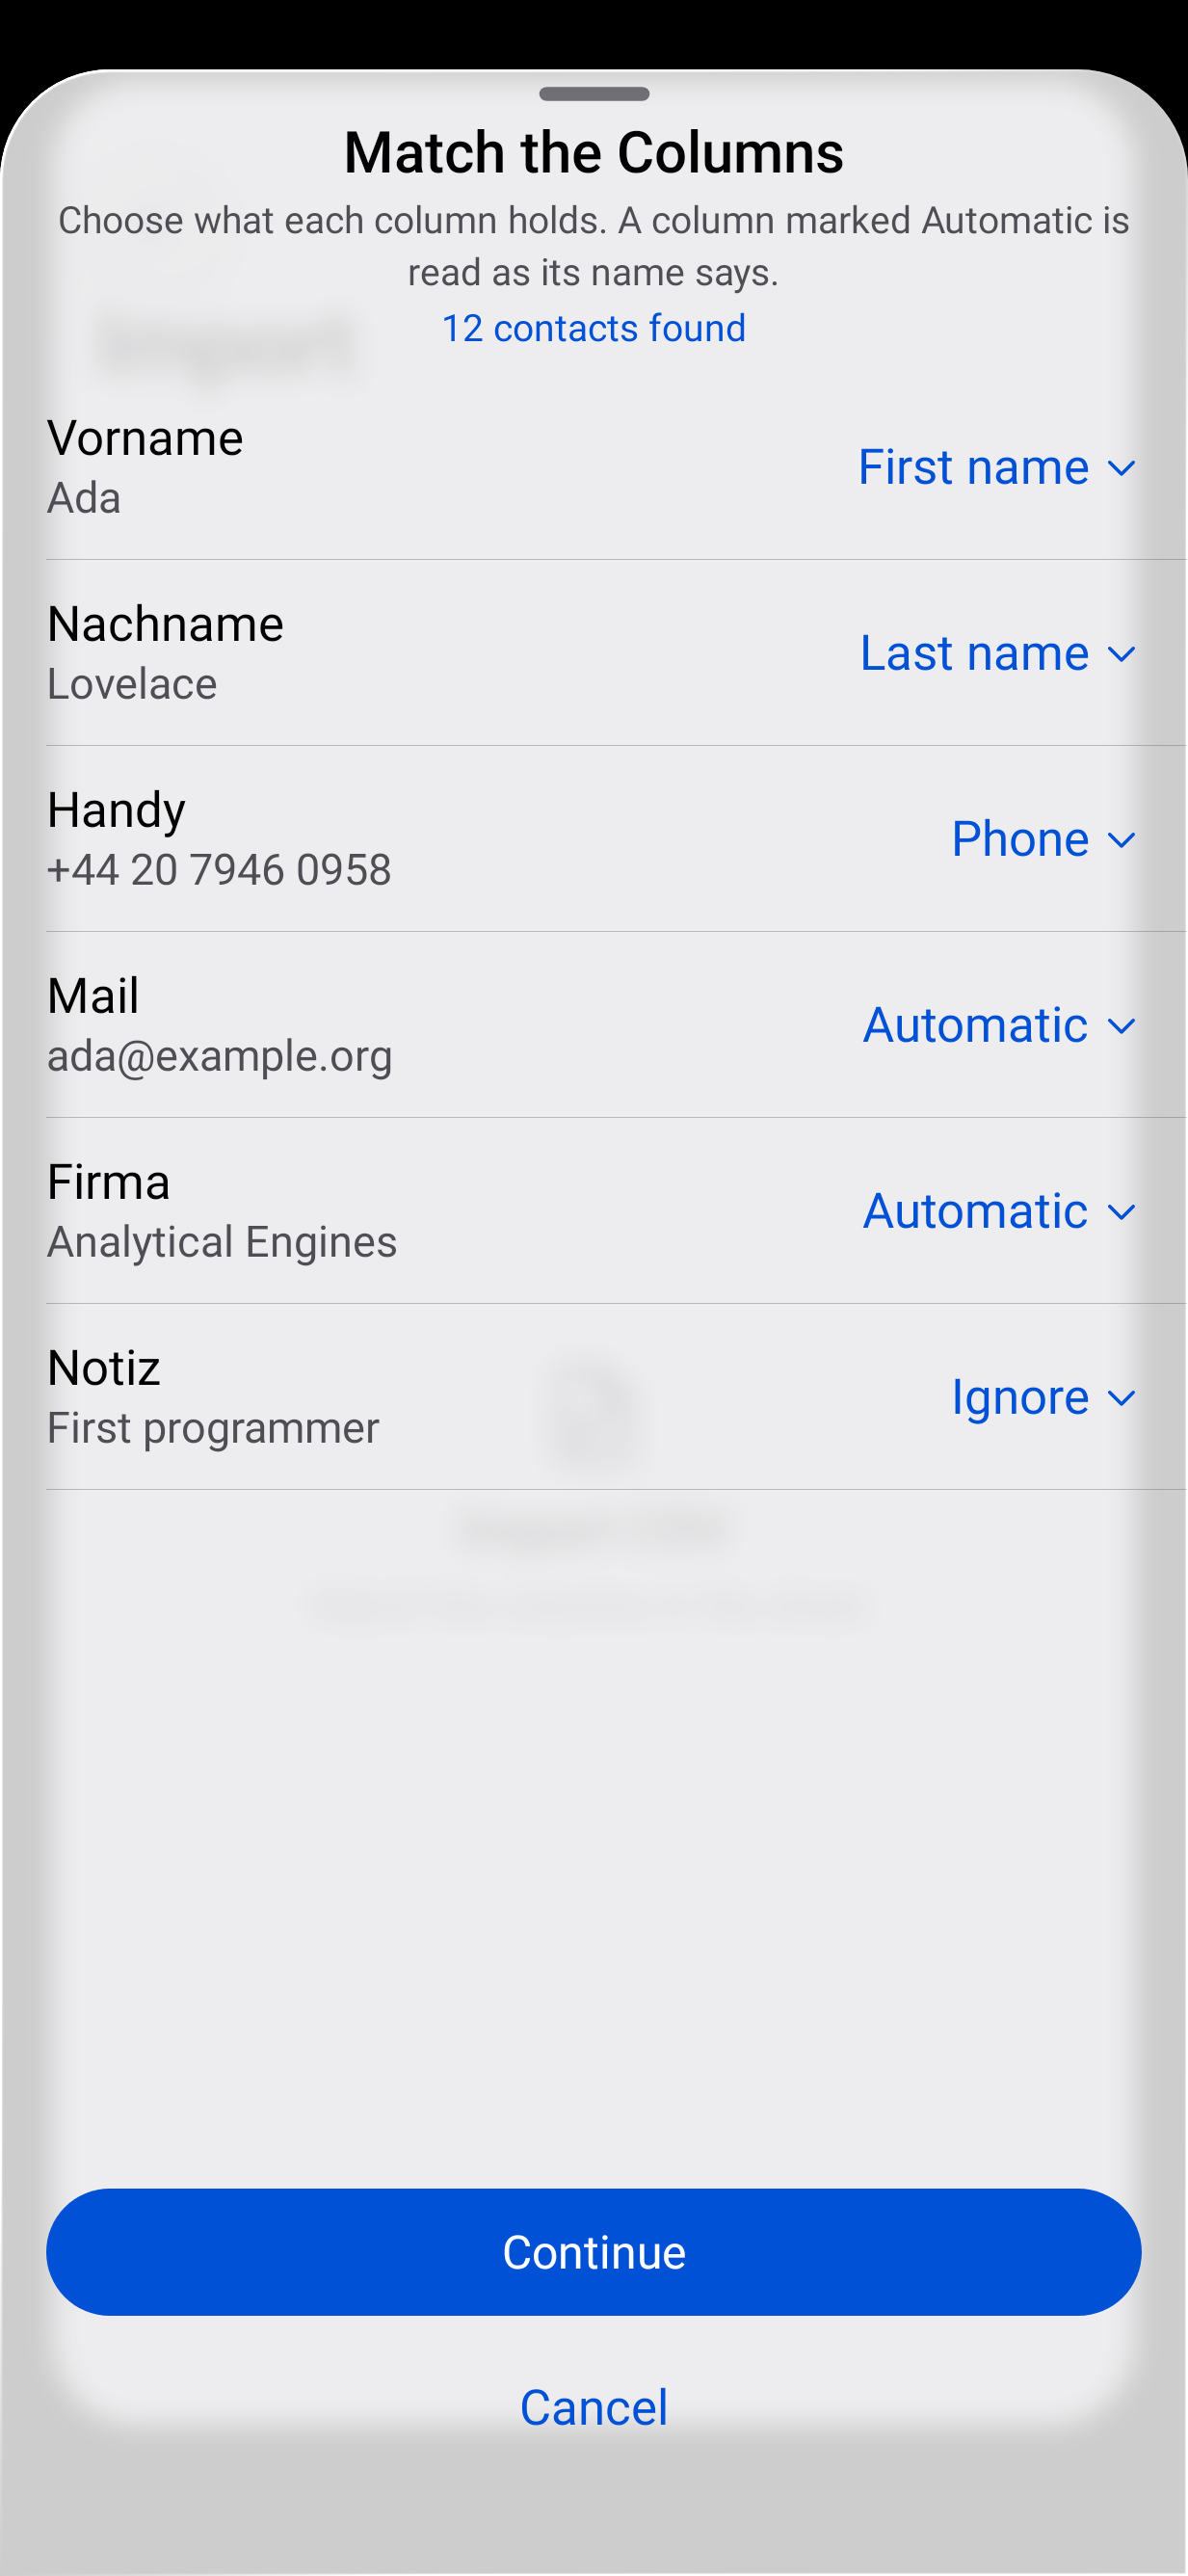 Match the Columns
Choose what each column holds. A column marked Automatic is
read as its name says.
12 contacts found
Import
Vorname
Ada
First name
Nachname
Lovelace
Last name
Handy
+44 20 7946 0958
Phone
Mail
ada@example.org
Automatic
Firma
Analytical Engines
Automatic
Notiz
First programmer
Ignore
Continue
Cancel